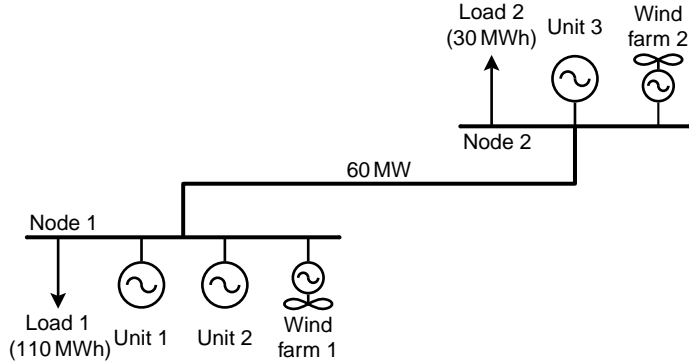 Load 2
(30 MWh)
Unit 3
Wind
farm 2
Node 2
60 MW
Node 1
Load 1
(110 MWh)
Unit 1
Unit 2
Wind
farm 1